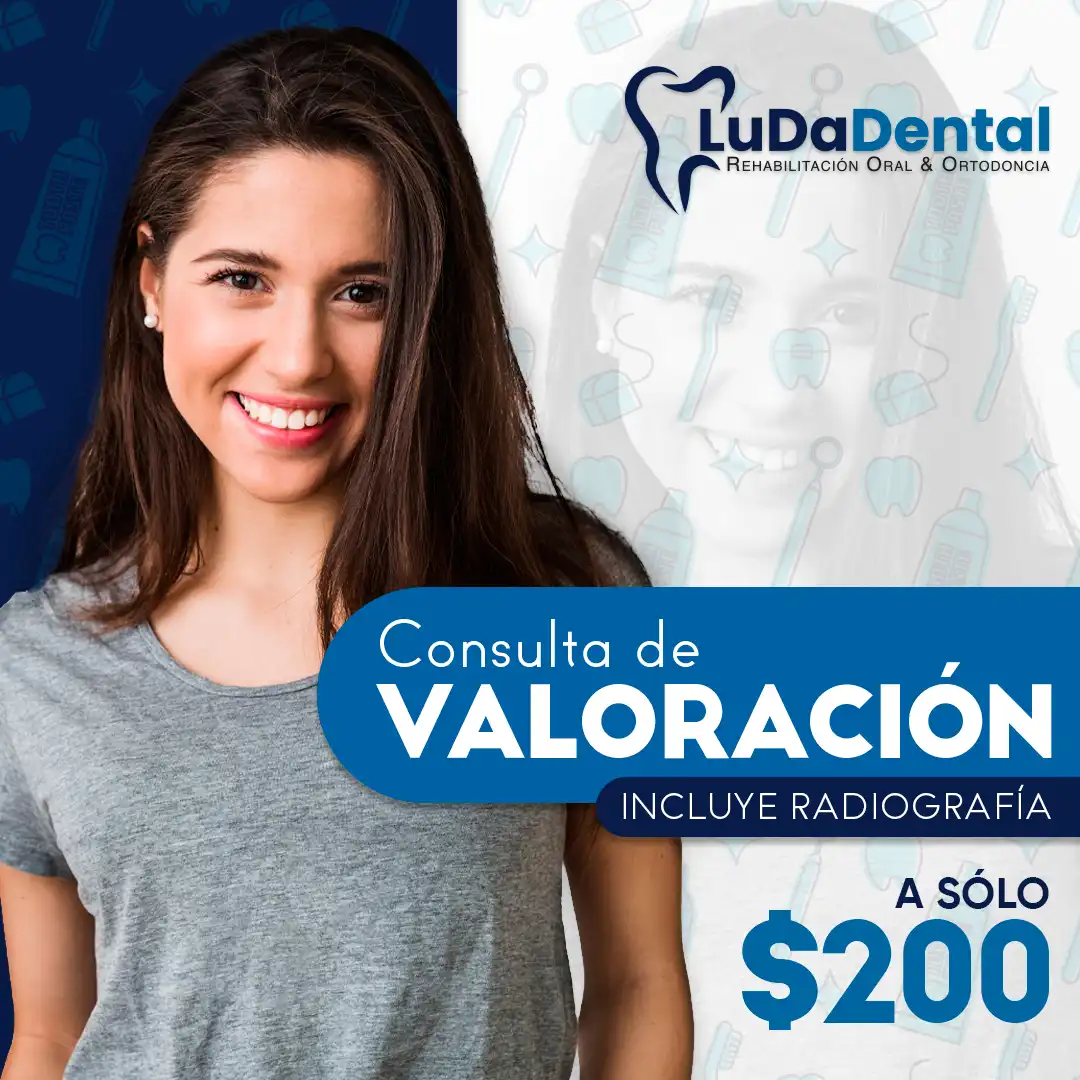 LuDaDental
REHABILITACIÓN ORAL & ORTODONCIA
Consulta de
VALORACIÓN
INCLUYE RADIOGRAFÍA
A SÓLO
$200